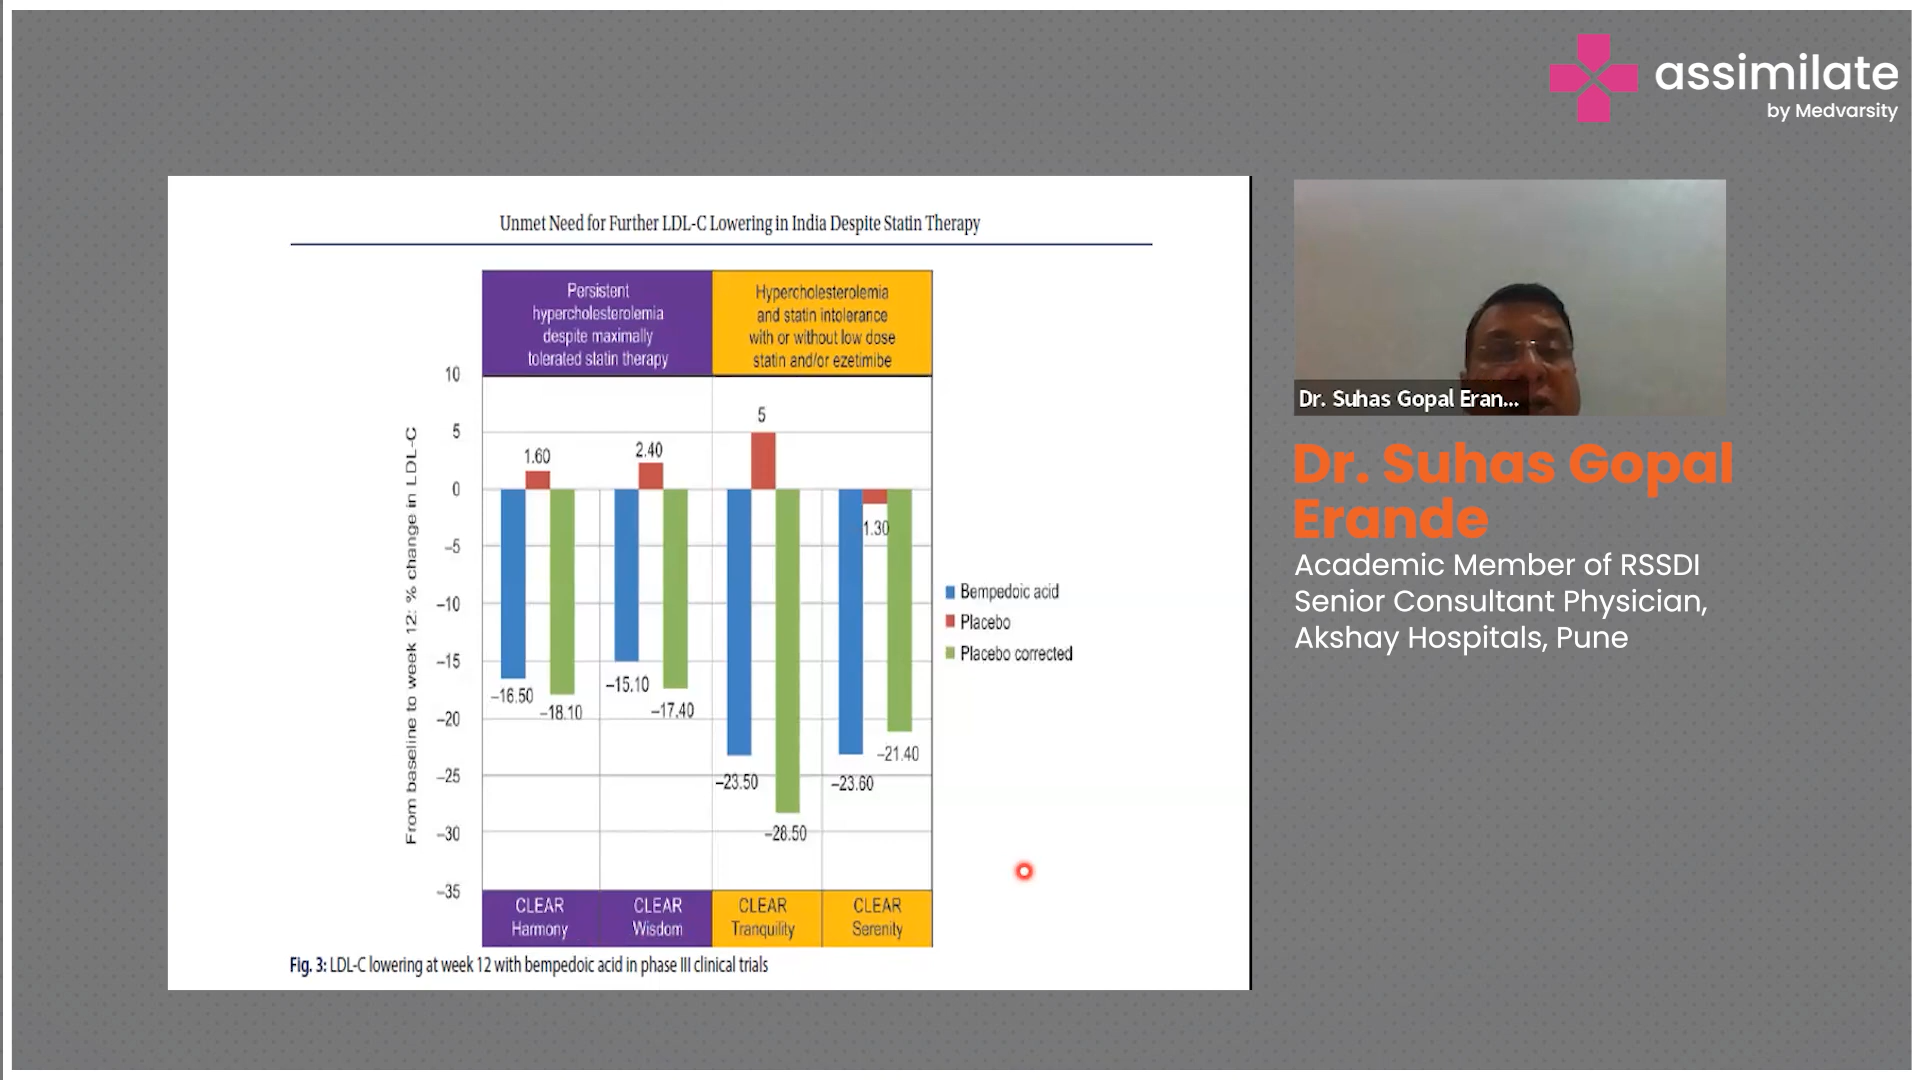 assimilate
by Medvarsity
Unmet Need for Further LDL-C Lowering in India Despite Statin Therapy
Persistent
hypercholesterolemia
despite maximally
tolerated statin therapy
Hypercholesterolemia
and statin intolerance
with or without low dose
statin and/or ezetimibe
From baseline to week 12: % change in LDL-C
10
5
0
–5
–10
–15
–20
–25
–30
–35
1.60
–16.50
–18.10
2.40
–15.10
–17.40
5
–23.50
–28.50
1.30
–23.60
–21.40
Bempedoic acid
Placebo
Placebo corrected
CLEAR
Harmony
CLEAR
Wisdom
CLEAR
Tranquility
CLEAR
Serenity
Fig. 3: LDL-C lowering at week 12 with bempedoic acid in phase III clinical trials
Dr. Suhas Gopal Eran...
Dr. Suhas Gopal
Erande
Academic Member of RSSDI
Senior Consultant Physician,
Akshay Hospitals, Pune